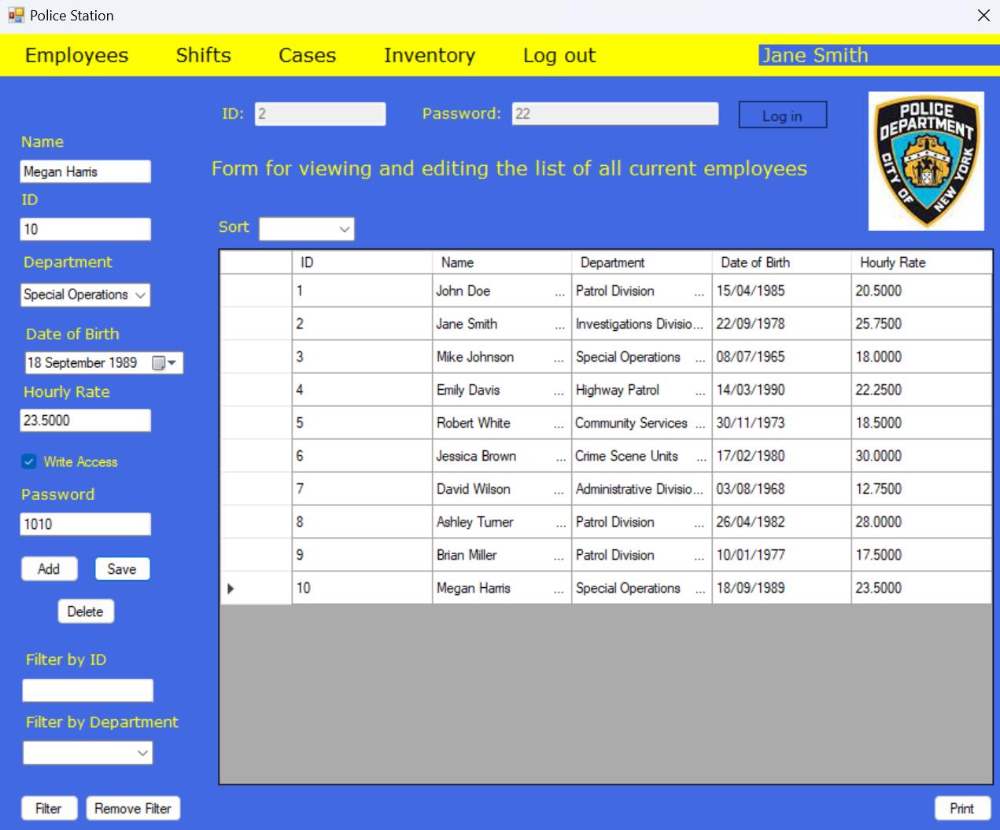 Police Station
Employees Shifts Cases Inventory Log out Jane Smith
ID: 2 Password: 22 Log in
POLICE
DEPARTMENT
CITY OF
NEW YORK
Form for viewing and editing the list of all current employees
Name
Megan Harris
ID
10
Department
Special Operations
Date of Birth
18 September 1989
Hourly Rate
23.5000
Write Access
Password
1010
Add Save
Delete
Filter by ID
Filter by Department
Filter Remove Filter
Sort
ID Name Department Date of Birth Hourly Rate
1 John Doe ... Patrol Division ... 15/04/1985 20.5000
2 Jane Smith ... Investigations Divisio... 22/09/1978 25.7500
3 Mike Johnson ... Special Operations ... 08/07/1965 18.0000
4 Emily Davis ... Highway Patrol ... 14/03/1990 22.2500
5 Robert White ... Community Services ... 30/11/1973 18.5000
6 Jessica Brown ... Crime Scene Units ... 17/02/1980 30.0000
7 David Wilson ... Administrative Divisio... 03/08/1968 12.7500
8 Ashley Turner ... Patrol Division ... 26/04/1982 28.0000
9 Brian Miller ... Patrol Division ... 10/01/1977 17.5000
10 Megan Harris ... Special Operations ... 18/09/1989 23.5000
Print